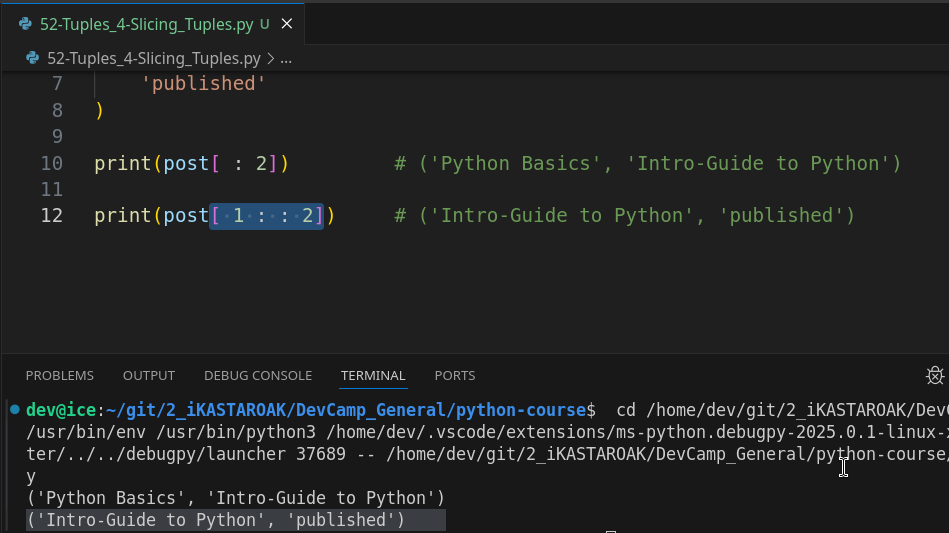 52-Tuples_4-Slicing_Tuples.py U
52-Tuples_4-Slicing_Tuples.py > ...
7 'published'
8 )
9
10 print(post[ : 2]) # ('Python Basics', 'Intro-Guide to Python')
11
12 print(post[ 1 : : 2]) # ('Intro-Guide to Python', 'published')
PROBLEMS OUTPUT DEBUG CONSOLE TERMINAL PORTS
dev@ice:~/git/2_iKASTAROAK/DevCamp_General/python-course$ cd /home/dev/git/2_iKASTAROAK/DevC
/usr/bin/env /usr/bin/python3 /home/dev/.vscode/extensions/ms-python.debugpy-2025.0.1-linux-x
ter/../../debugpy/launcher 37689 -- /home/dev/git/2_iKASTAROAK/DevCamp_General/python-course/
y
('Python Basics', 'Intro-Guide to Python')
('Intro-Guide to Python', 'published')